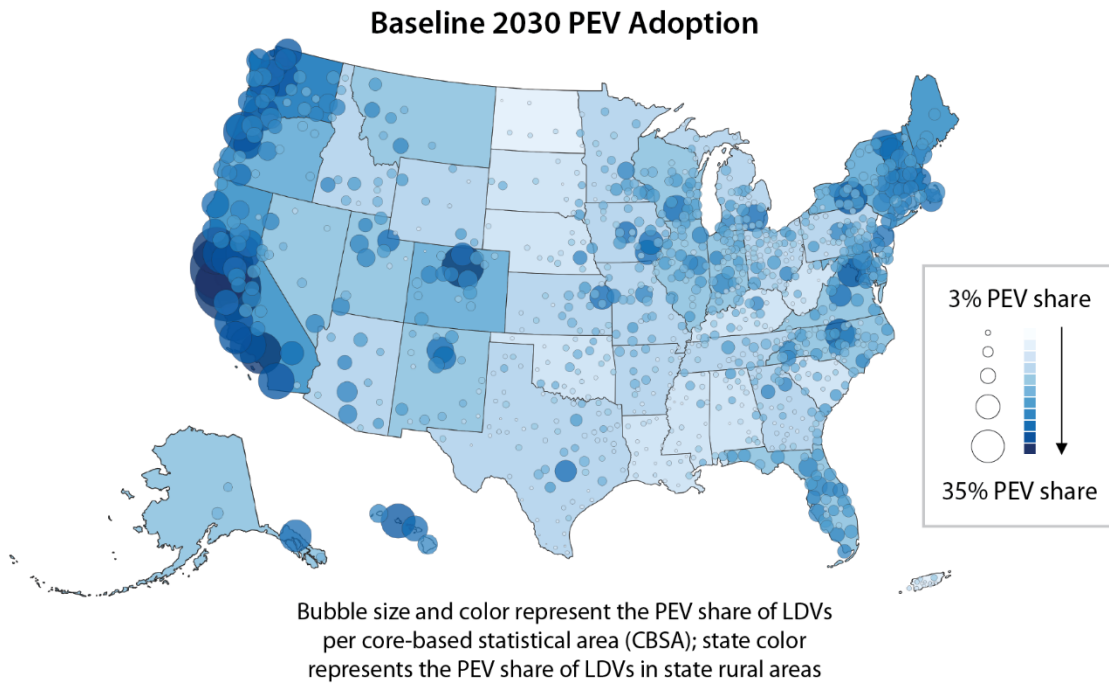 Baseline 2030 PEV Adoption
3% PEV share
35% PEV share
Bubble size and color represent the PEV share of LDVs
per core-based statistical area (CBSA); state color
represents the PEV share of LDVs in state rural areas